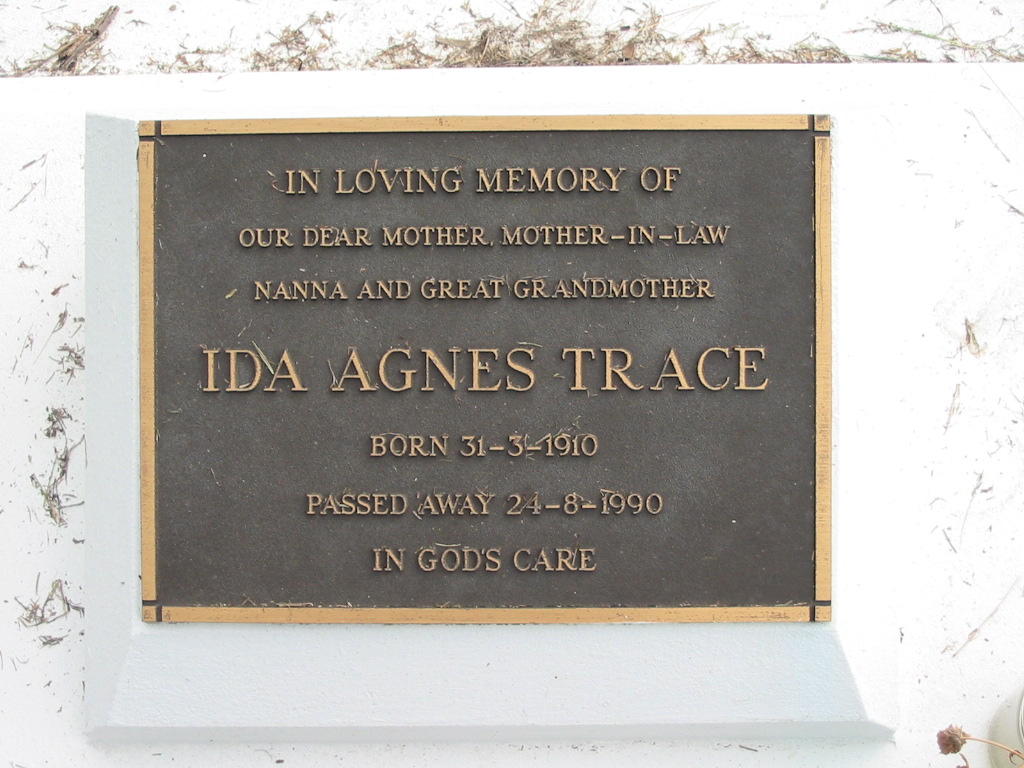 IN LOVING MEMORY OF
OUR DEAR MOTHER, MOTHER-IN-LAW
NANNA AND GREAT GRANDMOTHER
IDA AGNES TRACE
BORN 31-3-1910
PASSED AWAY 24-8-1990
IN GOD'S CARE